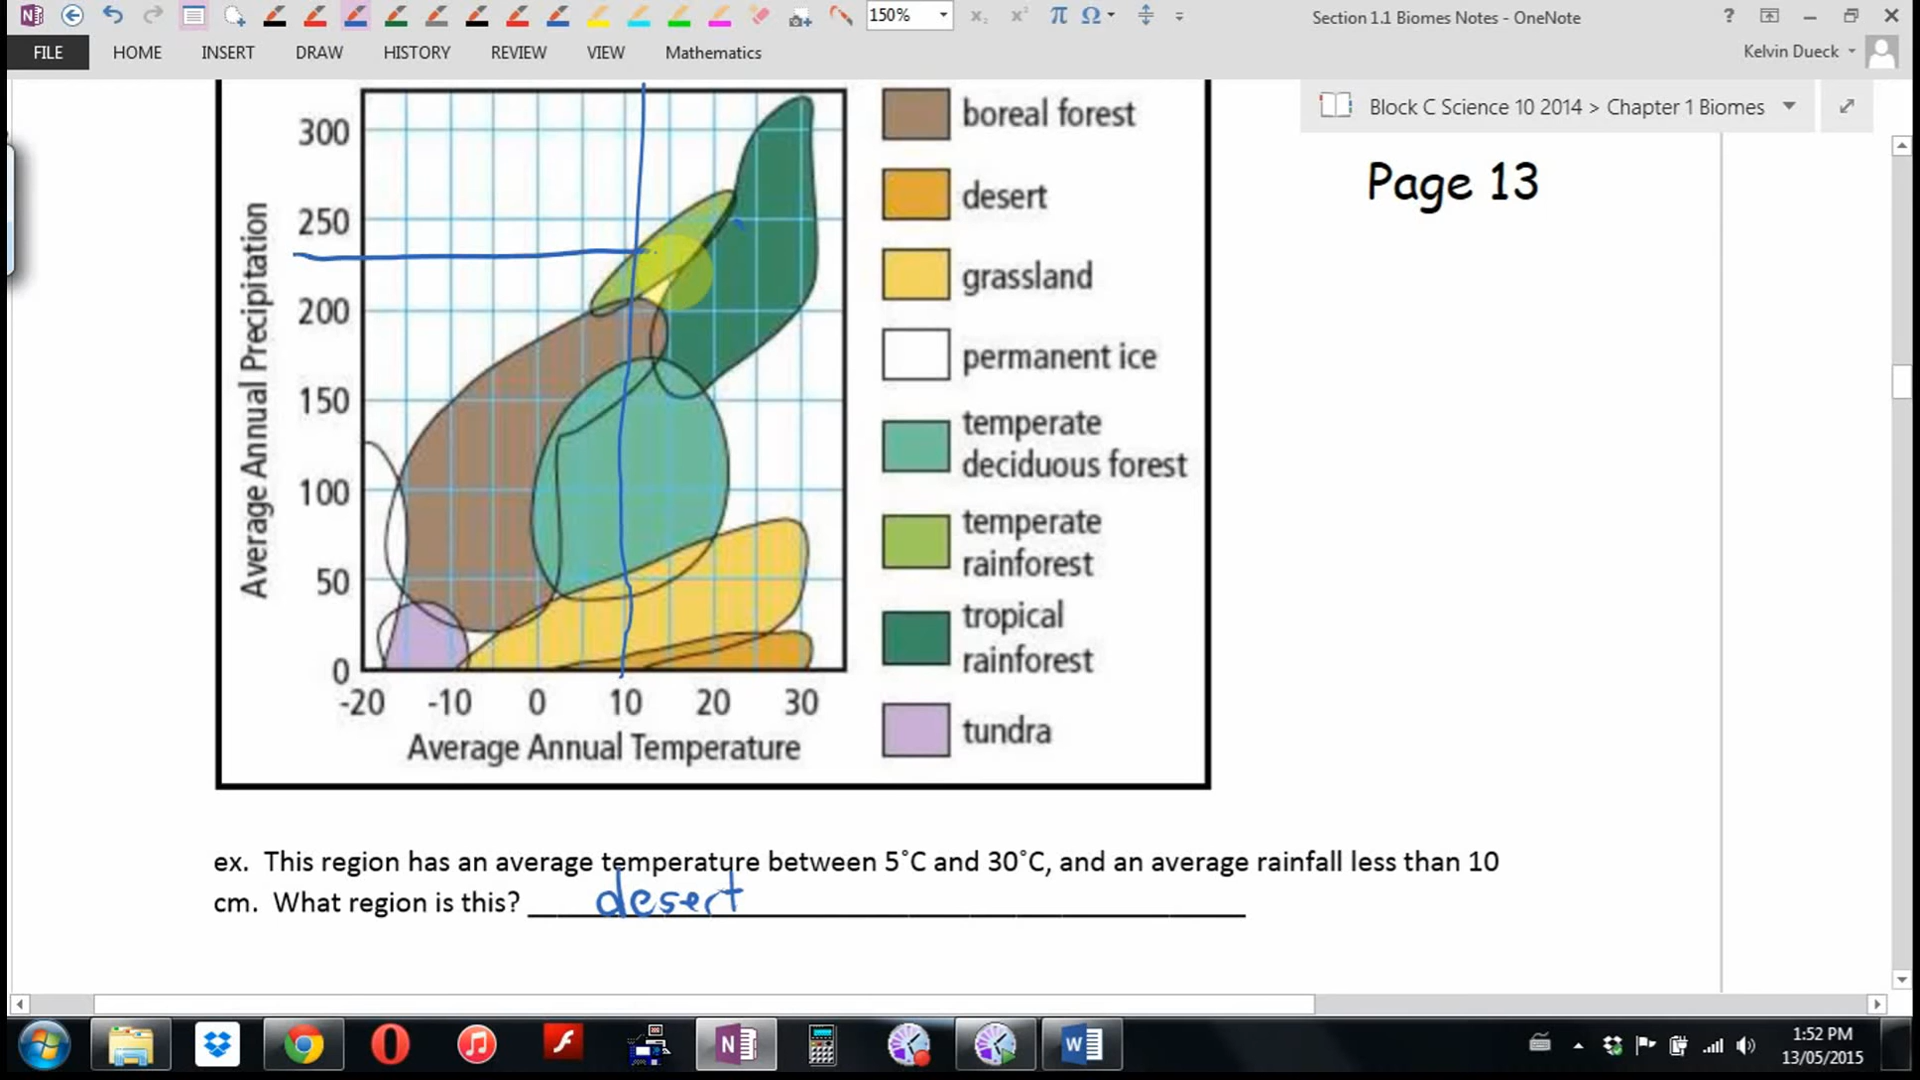 150%
x₂ x² π Ω
Section 1.1 Biomes Notes - OneNote
?
FILE HOME INSERT DRAW HISTORY REVIEW VIEW Mathematics
Kelvin Dueck
Block C Science 10 2014 > Chapter 1 Biomes
Page 13
Average Annual Precipitation
300
250
200
150
100
50
0
-20 -10 0 10 20 30
Average Annual Temperature
boreal forest
desert
grassland
permanent ice
temperate
deciduous forest
temperate
rainforest
tropical
rainforest
tundra
ex. This region has an average temperature between 5˚C and 30˚C, and an average rainfall less than 10
cm. What region is this? desert
N
W
1:52 PM
13/05/2015